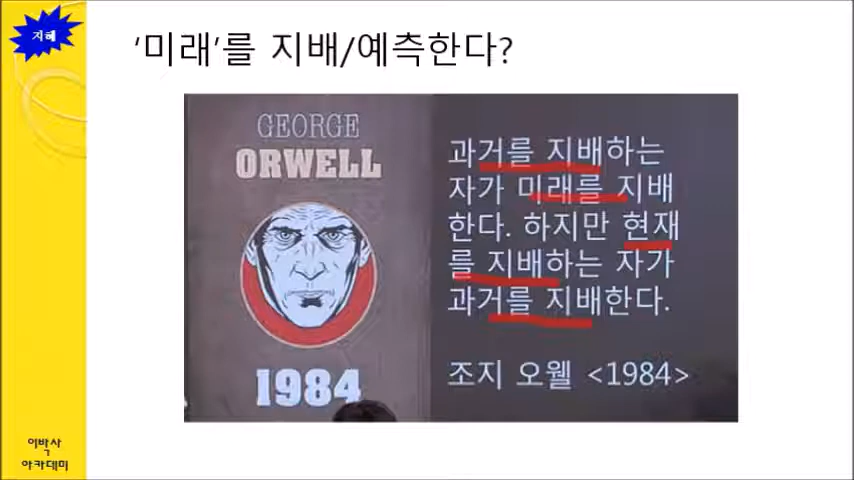 지혜
‘미래’를 지배/예측한다?
GEORGE
ORWELL
1984
과거를 지배하는
자가 미래를 지배
한다. 하지만 현재
를 지배하는 자가
과거를 지배한다.
조지 오웰 <1984>
이박사
아카데미